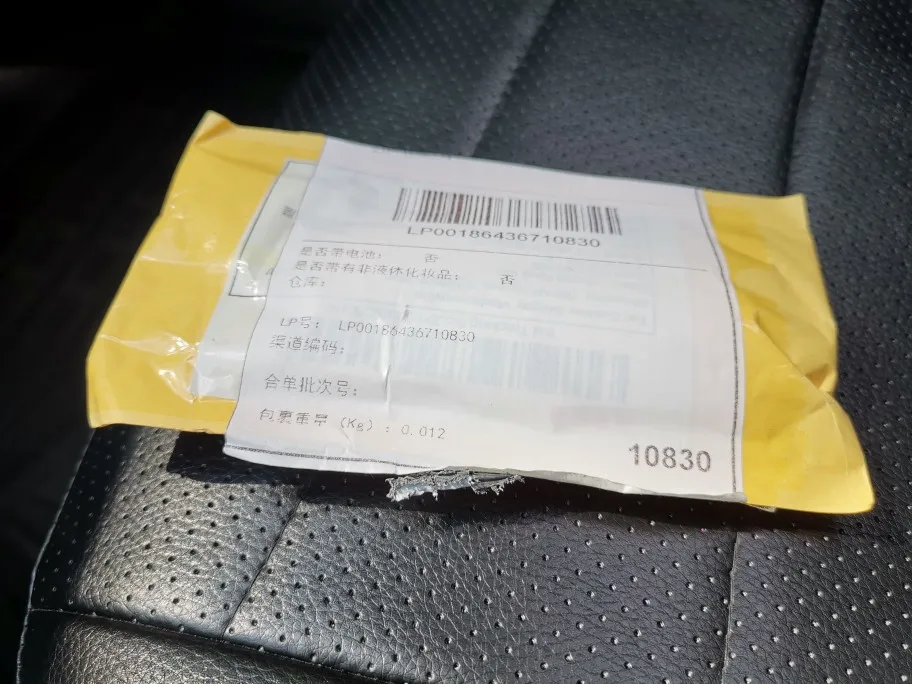 LP00186436710830
是否带电池： 否
是否带有非液体化妆品： 否
仓库：
LP号： LP00186436710830
渠道编码：
合单批次号：
包裹重量（Kg）：0.012
10830